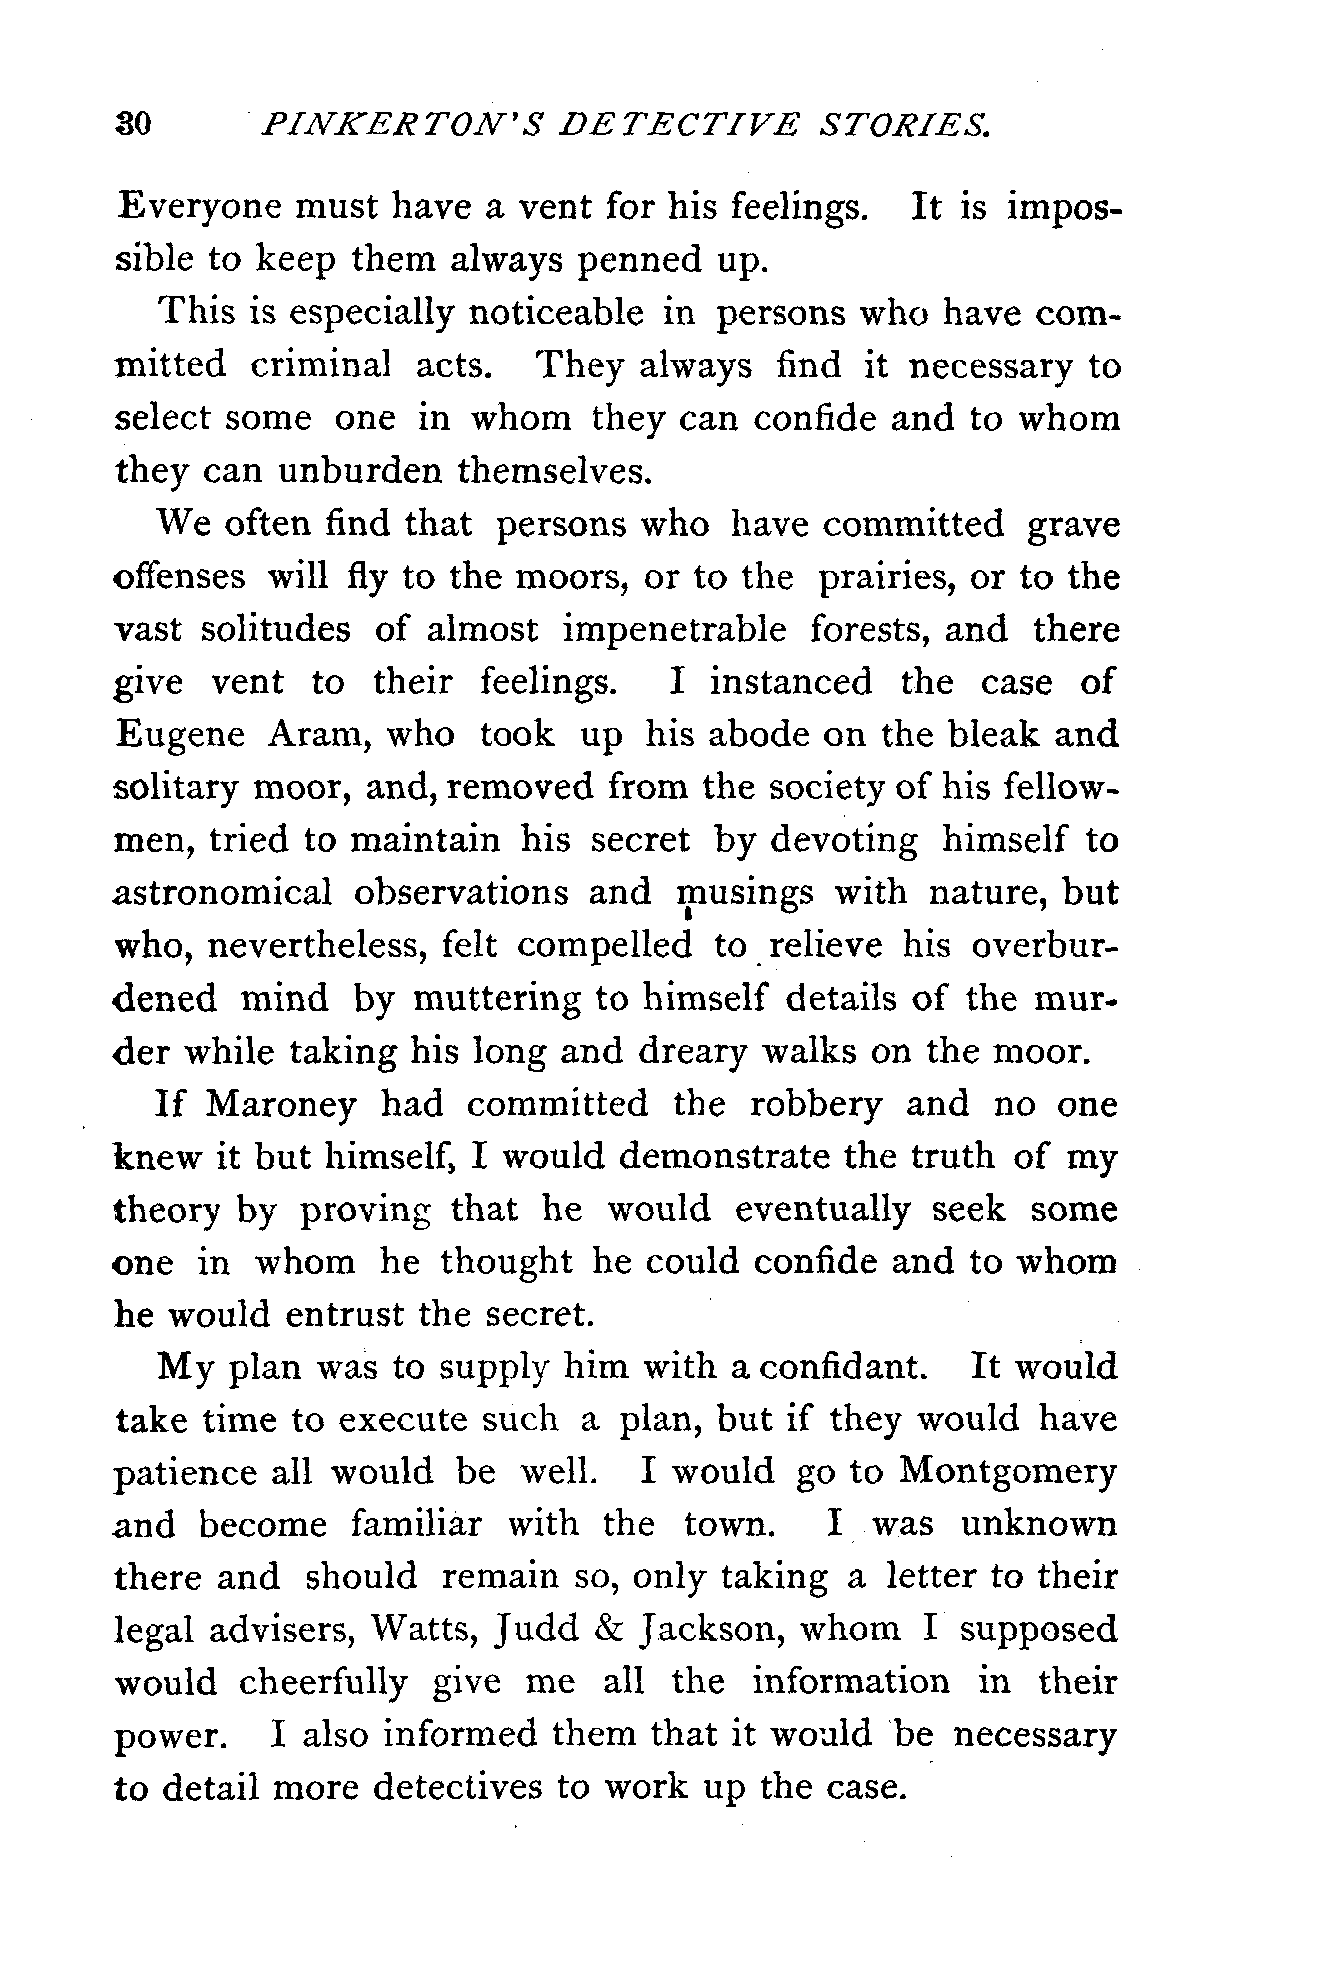 30 PINKERTON'S DETECTIVE STORIES.
Everyone must have a vent for his feelings. It is impos-
sible to keep them always penned up.
This is especially noticeable in persons who have com-
mitted criminal acts. They always find it necessary to
select some one in whom they can confide and to whom
they can unburden themselves.
We often find that persons who have committed grave
offenses will fly to the moors, or to the prairies, or to the
vast solitudes of almost impenetrable forests, and there
give vent to their feelings. I instanced the case of
Eugene Aram, who took up his abode on the bleak and
solitary moor, and, removed from the society of his fellow-
men, tried to maintain his secret by devoting himself to
astronomical observations and musings with nature, but
who, nevertheless, felt compelled to relieve his overbur-
dened mind by muttering to himself details of the mur-
der while taking his long and dreary walks on the moor.
If Maroney had committed the robbery and no one
knew it but himself, I would demonstrate the truth of my
theory by proving that he would eventually seek some
one in whom he thought he could confide and to whom
he would entrust the secret.
My plan was to supply him with a confidant. It would
take time to execute such a plan, but if they would have
patience all would be well. I would go to Montgomery
and become familiar with the town. I was unknown
there and should remain so, only taking a letter to their
legal advisers, Watts, Judd & Jackson, whom I supposed
would cheerfully give me all the information in their
power. I also informed them that it would be necessary
to detail more detectives to work up the case.